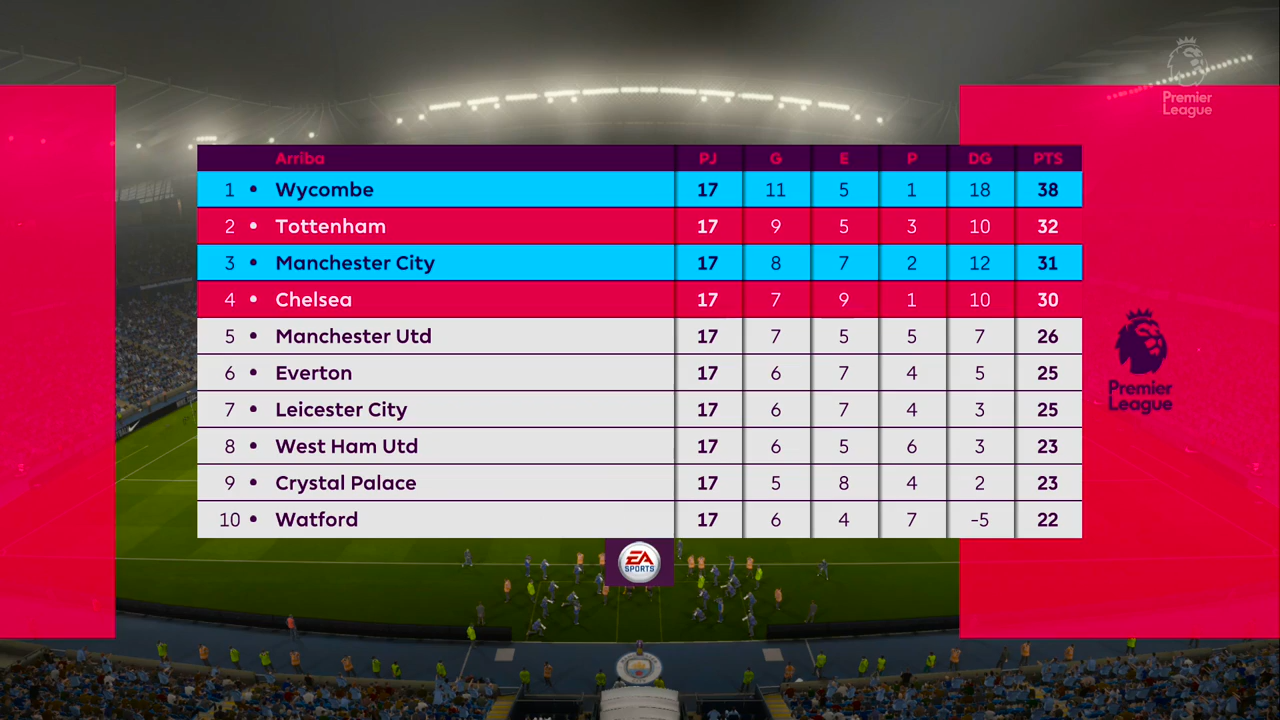 Premier
League
Arriba PJ G E P DG PTS
1 • Wycombe 17 11 5 1 18 38
2 • Tottenham 17 9 5 3 10 32
3 • Manchester City 17 8 7 2 12 31
4 • Chelsea 17 7 9 1 10 30
5 • Manchester Utd 17 7 5 5 7 26
6 • Everton 17 6 7 4 5 25
7 • Leicester City 17 6 7 4 3 25
8 • West Ham Utd 17 6 5 6 3 23
9 • Crystal Palace 17 5 8 4 2 23
10 • Watford 17 6 4 7 -5 22
Premier
League
EA
SPORTS